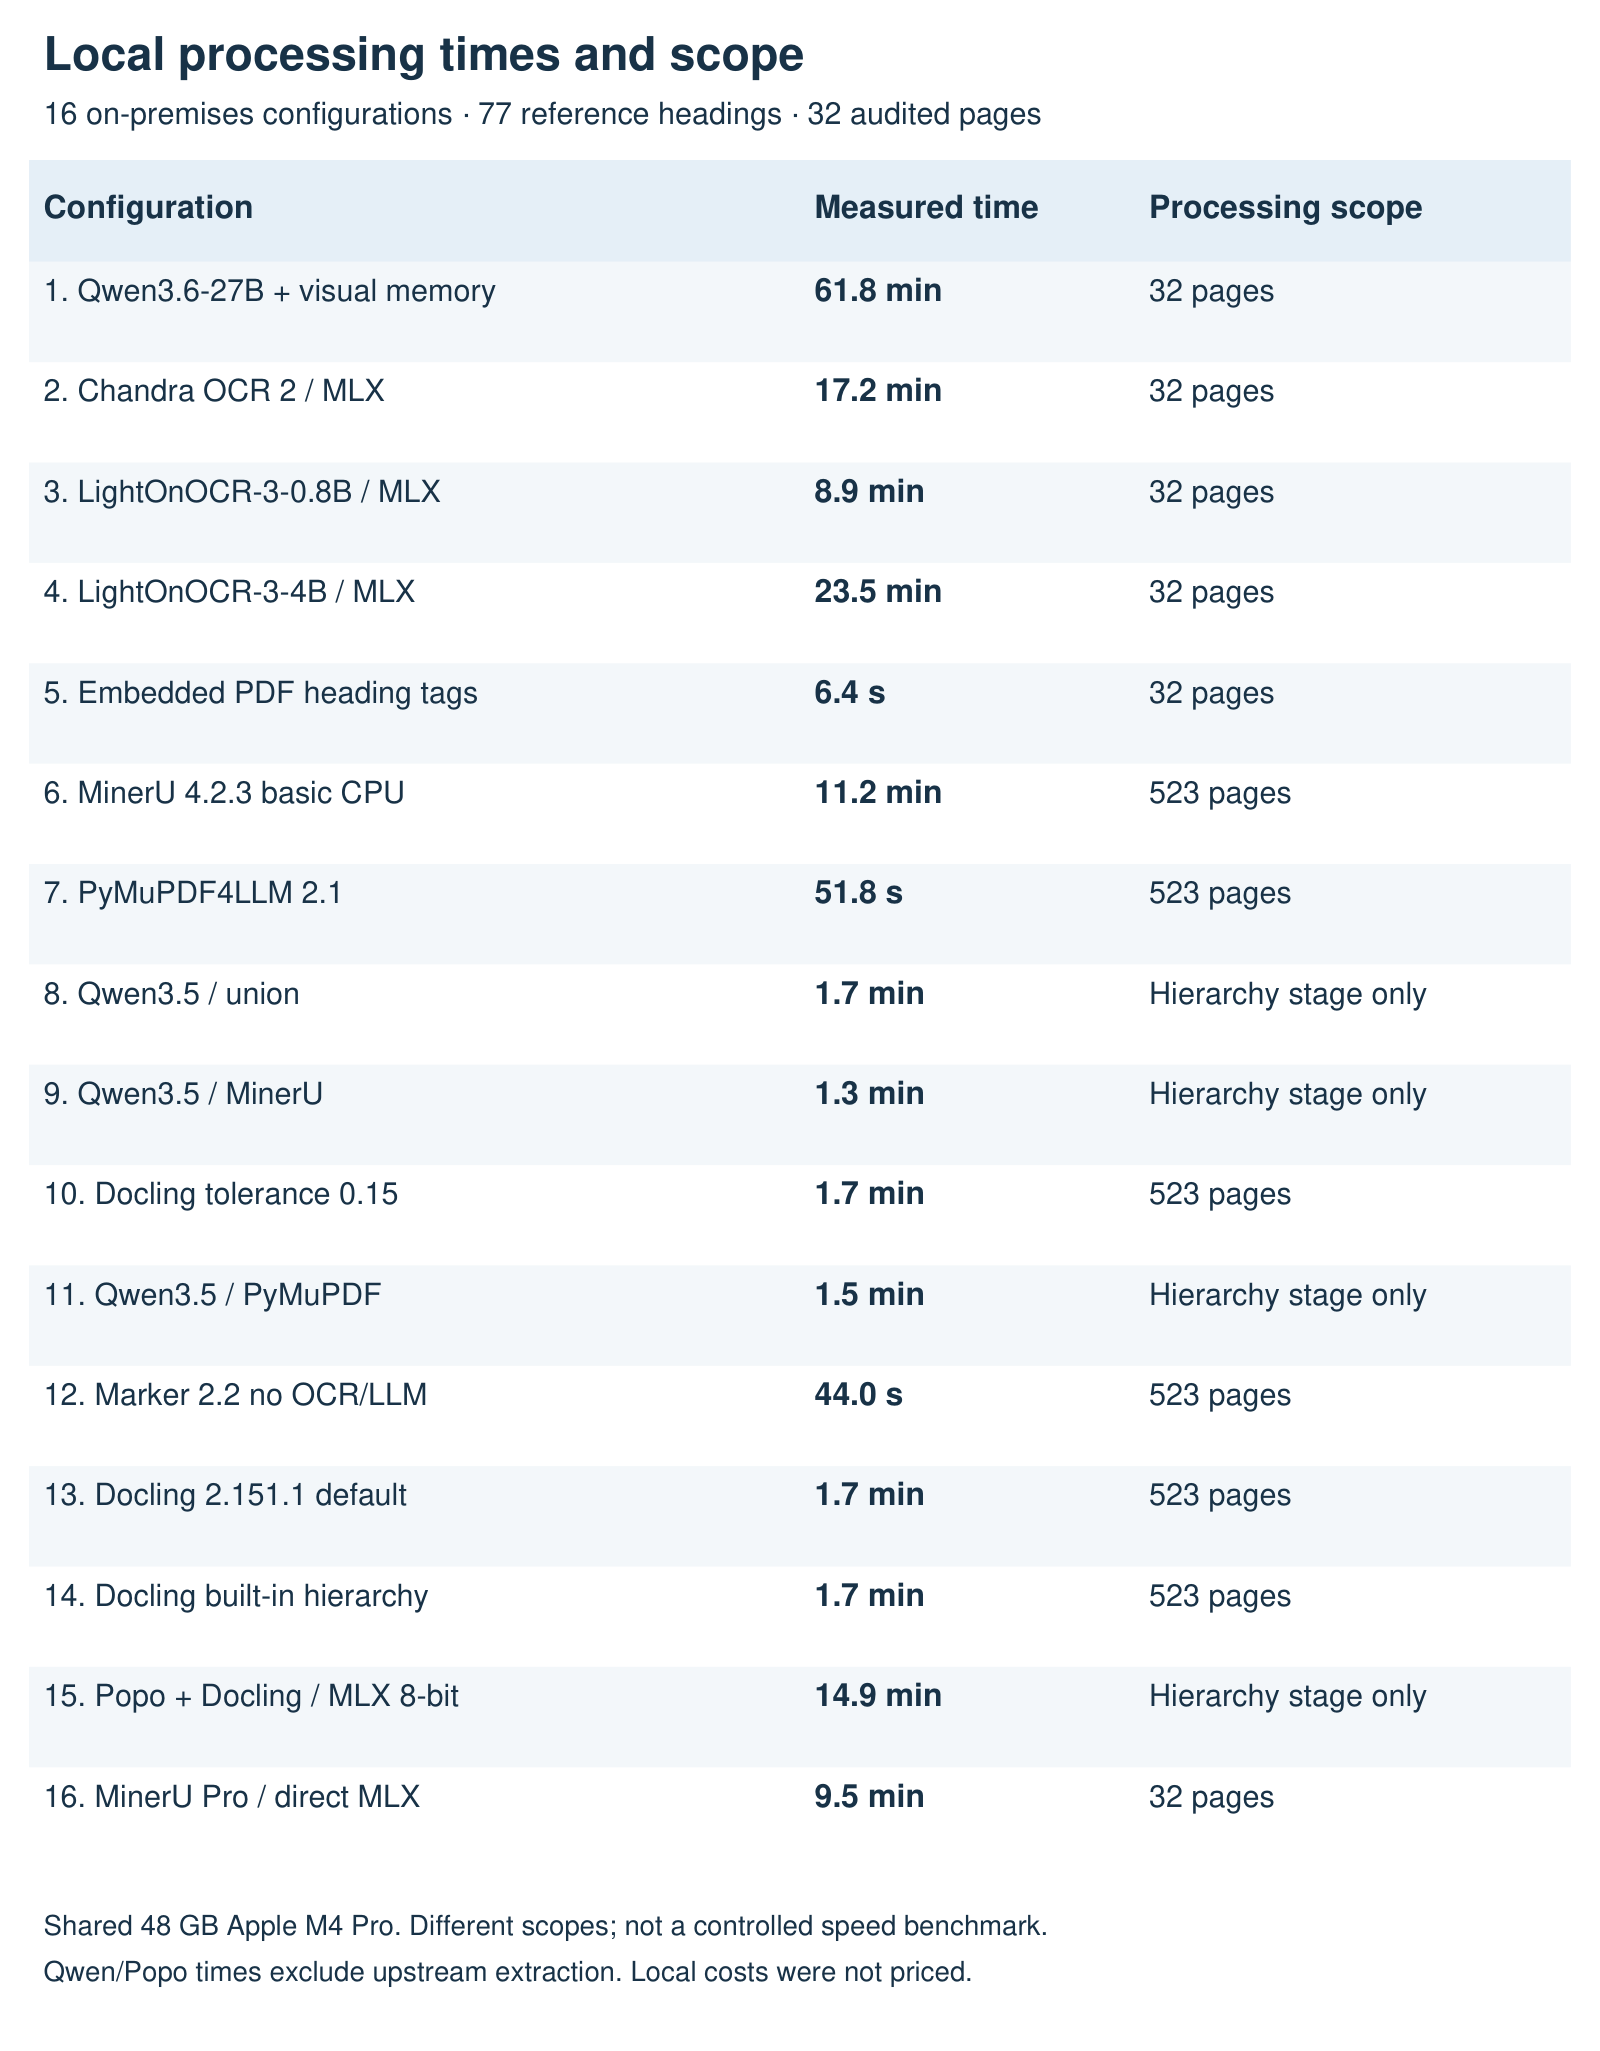 Local processing times and scope
16 on-premises configurations · 77 reference headings · 32 audited pages
Configuration Measured time Processing scope
1. Qwen3.6-27B + visual memory 61.8 min 32 pages
2. Chandra OCR 2 / MLX 17.2 min 32 pages
3. LightOnOCR-3-0.8B / MLX 8.9 min 32 pages
4. LightOnOCR-3-4B / MLX 23.5 min 32 pages
5. Embedded PDF heading tags 6.4 s 32 pages
6. MinerU 4.2.3 basic CPU 11.2 min 523 pages
7. PyMuPDF4LLM 2.1 51.8 s 523 pages
8. Qwen3.5 / union 1.7 min Hierarchy stage only
9. Qwen3.5 / MinerU 1.3 min Hierarchy stage only
10. Docling tolerance 0.15 1.7 min 523 pages
11. Qwen3.5 / PyMuPDF 1.5 min Hierarchy stage only
12. Marker 2.2 no OCR/LLM 44.0 s 523 pages
13. Docling 2.151.1 default 1.7 min 523 pages
14. Docling built-in hierarchy 1.7 min 523 pages
15. Popo + Docling / MLX 8-bit 14.9 min Hierarchy stage only
16. MinerU Pro / direct MLX 9.5 min 32 pages
Shared 48 GB Apple M4 Pro. Different scopes; not a controlled speed benchmark.
Qwen/Popo times exclude upstream extraction. Local costs were not priced.